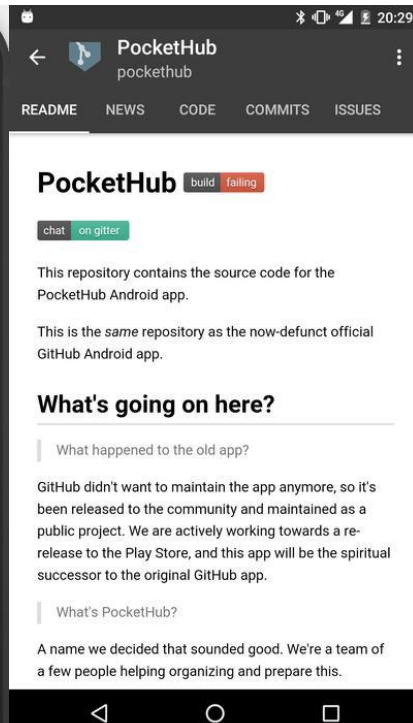 20:29
PocketHub
pockethub
README NEWS CODE COMMITS ISSUES
PocketHub build failing
chat on gitter
This repository contains the source code for the
PocketHub Android app.
This is the same repository as the now-defunct official
GitHub Android app.
What's going on here?
What happened to the old app?
GitHub didn't want to maintain the app anymore, so it's
been released to the community and maintained as a
public project. We are actively working towards a re-
release to the Play Store, and this app will be the spiritual
successor to the original GitHub app.
What's PocketHub?
A name we decided that sounded good. We're a team of
a few people helping organizing and prepare this.